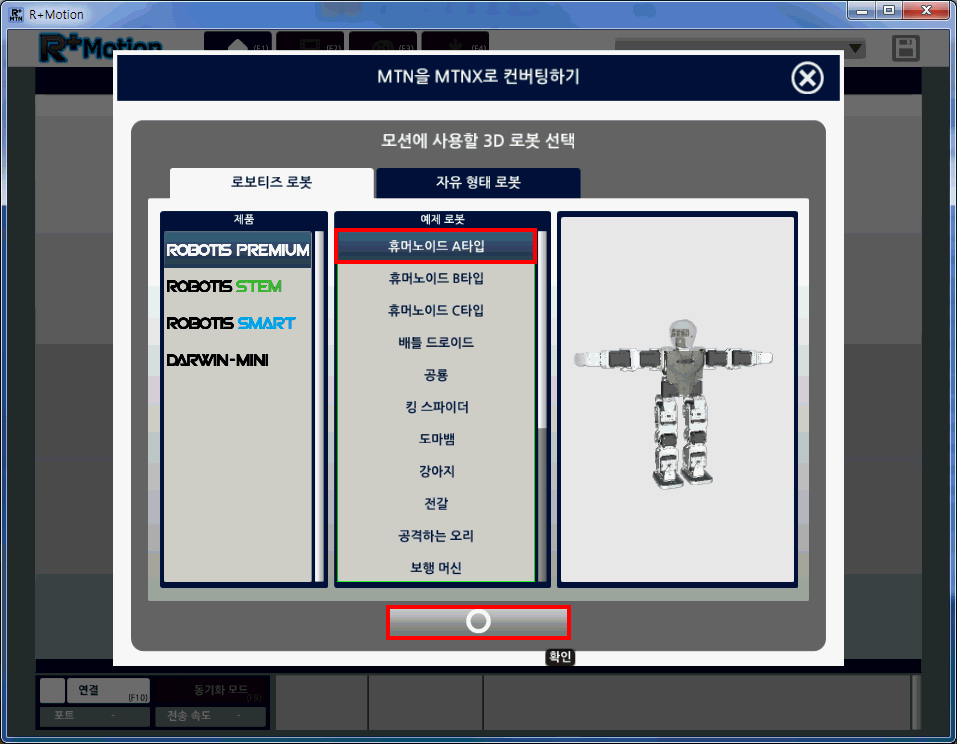 R+Motion
R+Motion
(F1)
(F2)
(F3)
(F4)
MTN을 MTNX로 컨버팅하기
모션에 사용할 3D 로봇 선택
로보티즈 로봇
자유 형태 로봇
제품
ROBOTIS PREMIUM
ROBOTIS STEM
ROBOTIS SMART
DARWIN-MINI
예제 로봇
휴머노이드 A타입
휴머노이드 B타입
휴머노이드 C타입
배틀 드로이드
공룡
킹 스파이더
도마뱀
강아지
전갈
공격하는 오리
보행 머신
확인
연결 (F10)
동기화 모드 (F9)
포트 -
전송 속도 -